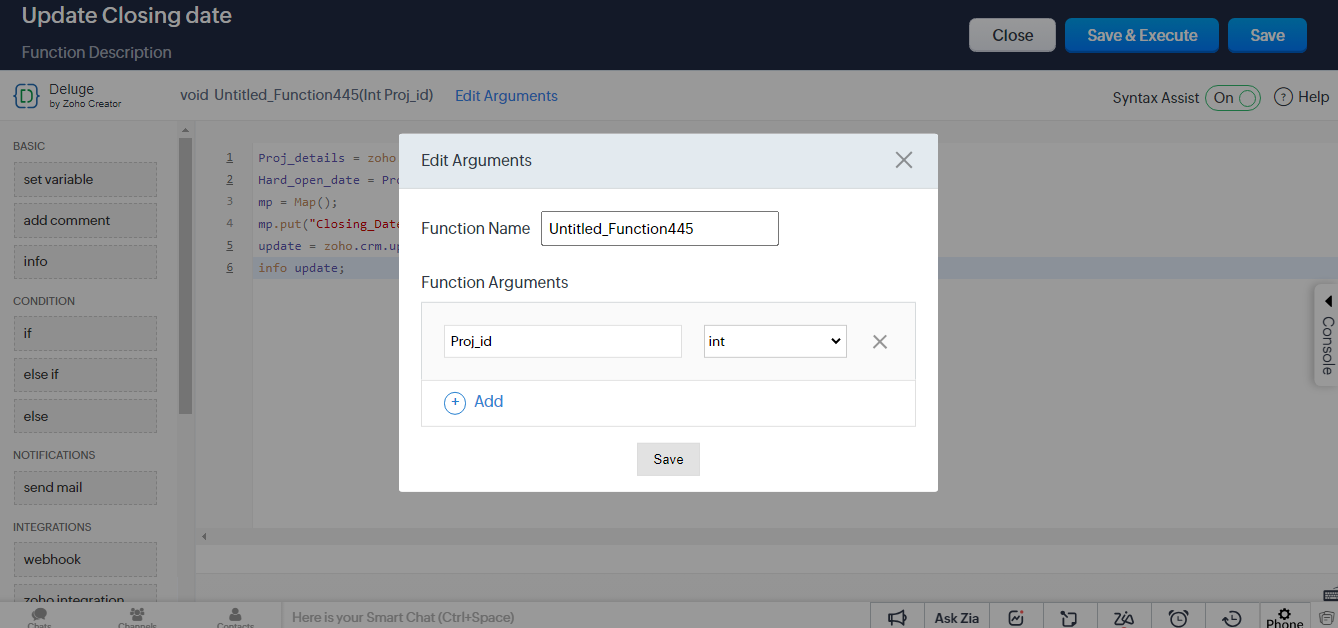 Update Closing date
Function Description
Close
Save & Execute
Save
Deluge
by Zoho Creator
void Untitled_Function445(Int Proj_id)
Edit Arguments
Syntax Assist
On
? Help
BASIC
set variable
add comment
info
CONDITION
if
else if
else
NOTIFICATIONS
send mail
INTEGRATIONS
webhook
zoho integration
1 Proj_details = zoho
2 Hard_open_date = Pro
3 mp = Map();
4 mp.put("Closing_Date
5 update = zoho.crm.up
6 info update;
Edit Arguments
Function Name
Untitled_Function445
Function Arguments
Proj_id
int
+ Add
Save
Console
Chats
Channels
Contacts
Here is your Smart Chat (Ctrl+Space)
Ask Zia
Phone